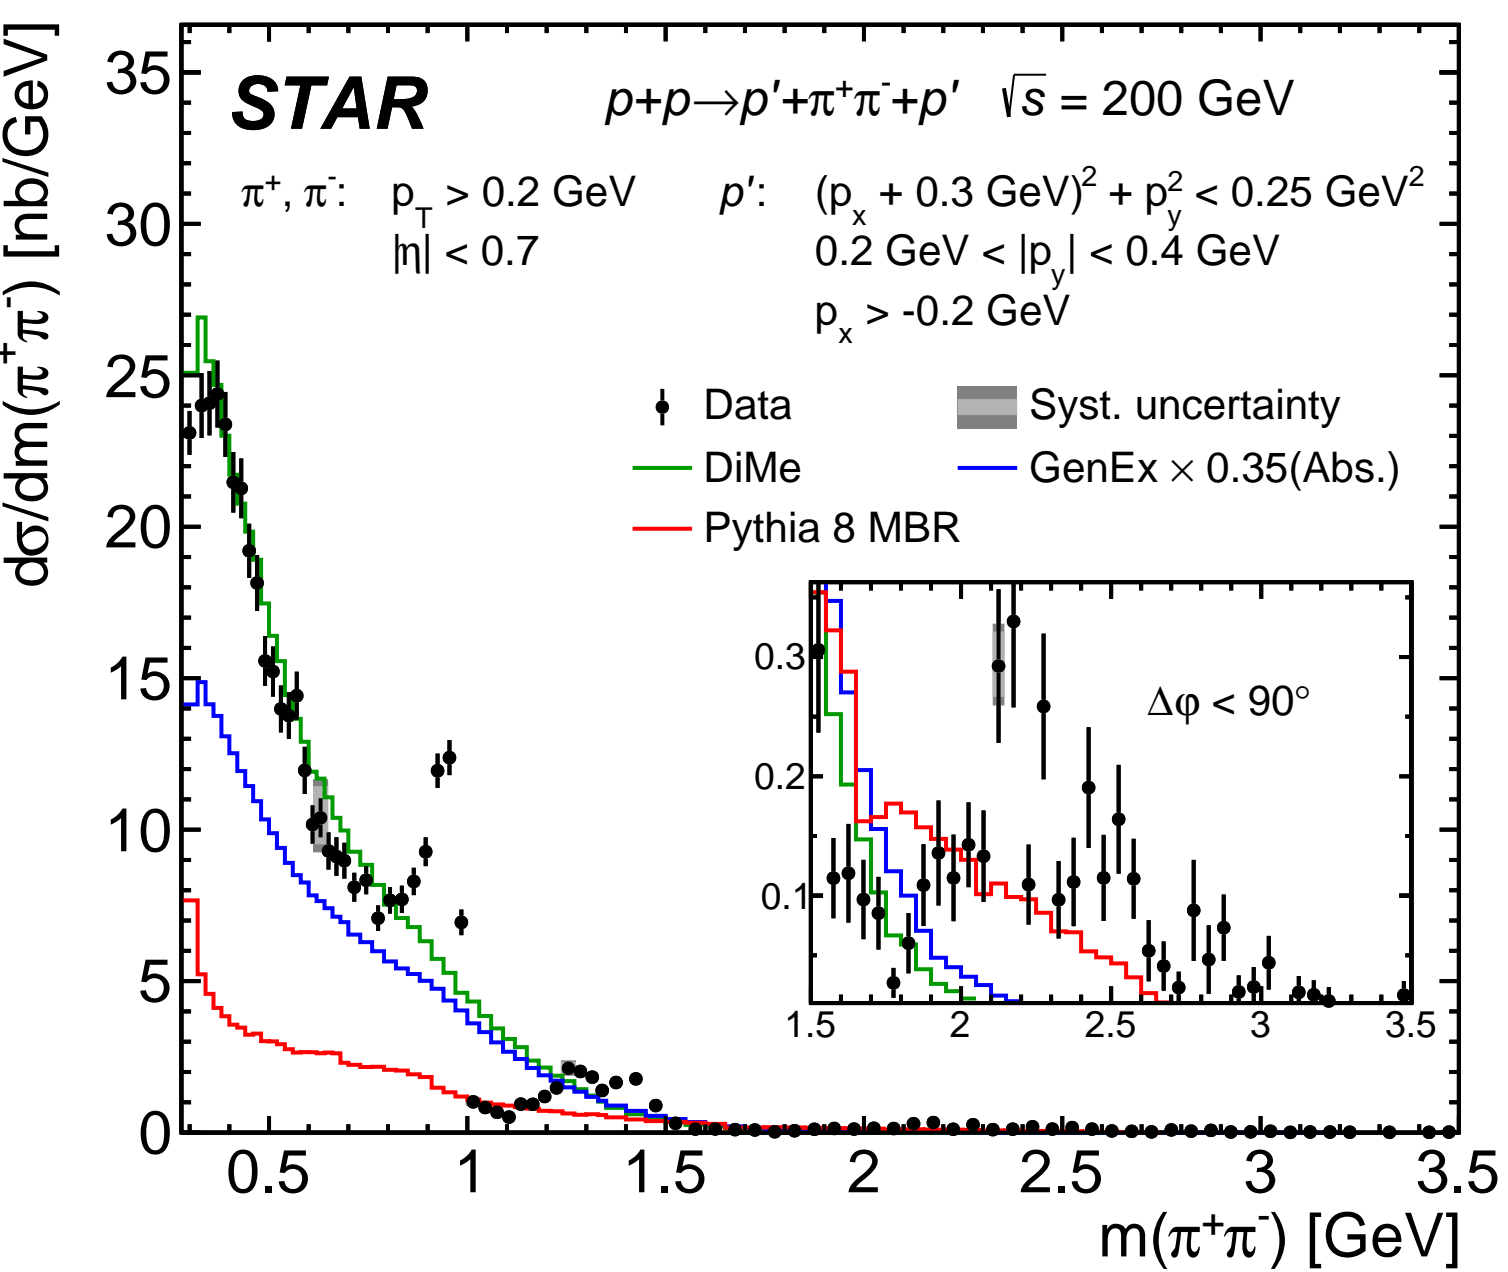 dσ/dm(π⁺π⁻) [nb/GeV]
35
30
25
20
15
10
5
0
STAR
p+p→p′+π⁺π⁻+p′ √s = 200 GeV
π⁺, π⁻: p_T > 0.2 GeV p′: (p_x + 0.3 GeV)² + p_y² < 0.25 GeV²
|η| < 0.7 0.2 GeV < |p_y| < 0.4 GeV
p_x > -0.2 GeV
Data Syst. uncertainty
DiMe GenEx × 0.35(Abs.)
Pythia 8 MBR
0.3
0.2
0.1
Δφ < 90°
1.5 2 2.5 3 3.5
0.5 1 1.5 2 2.5 3 3.5
m(π⁺π⁻) [GeV]